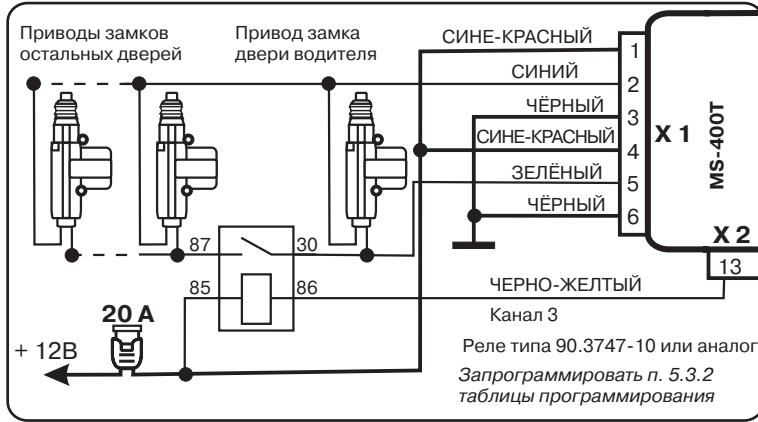 Приводы замков
остальных дверей
Привод замка
двери водителя
СИНЕ-КРАСНЫЙ
1
СИНИЙ
2
ЧЁРНЫЙ
3
СИНЕ-КРАСНЫЙ
4
ЗЕЛЁНЫЙ
5
ЧЁРНЫЙ
6
X 1
MS-400T
X 2
13
87
30
85
86
ЧЕРНО-ЖЕЛТЫЙ
Канал 3
20 А
+ 12В
Реле типа 90.3747-10 или аналог
Запрограммировать п. 5.3.2
таблицы программирования